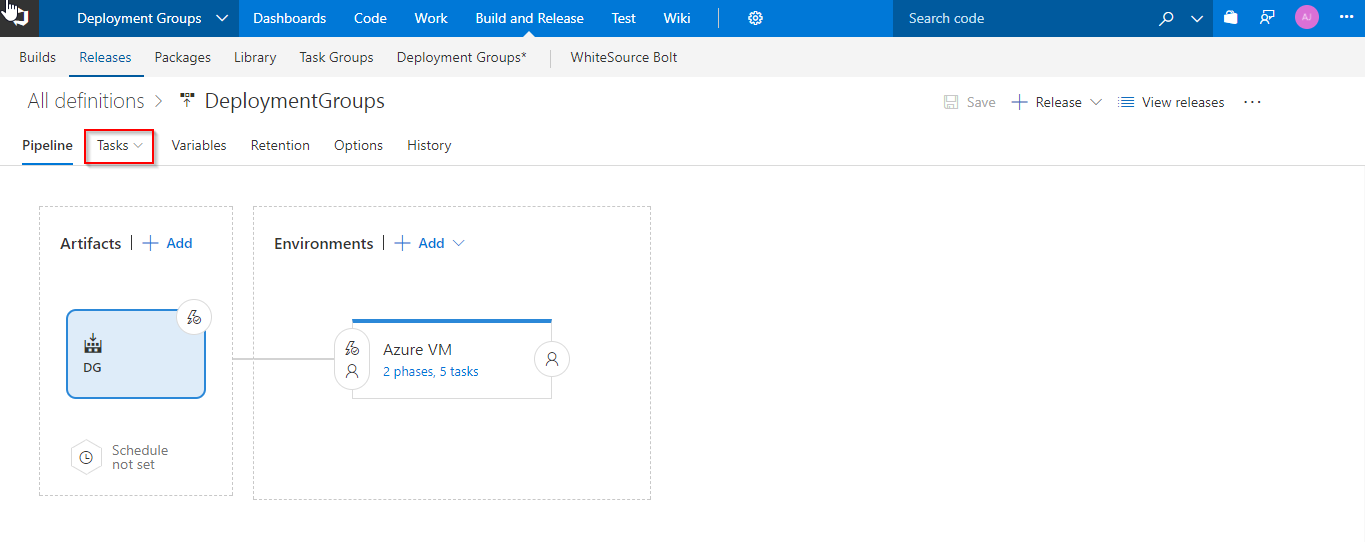 Deployment Groups Dashboards Code Work Build and Release Test Wiki Search code AJ ...
Builds Releases Packages Library Task Groups Deployment Groups* WhiteSource Bolt
All definitions > DeploymentGroups Save + Release View releases ...
Pipeline Tasks Variables Retention Options History
Artifacts | + Add
Environments | + Add
DG
Azure VM
2 phases, 5 tasks
Schedule
not set